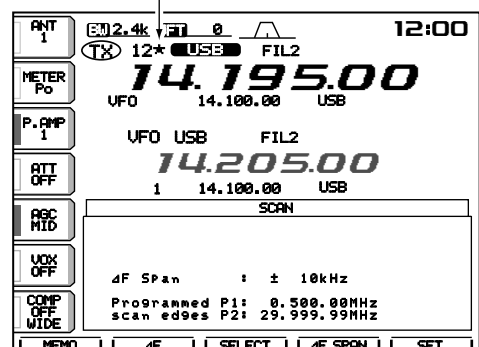 ANT 1 BW 2.4k FT 0 12:00
TX 12* USB FIL2
METER Po 14.195.00
VFO 14.100.00 USB
P.AMP 1 VFO USB FIL2
ATT OFF 14.205.00
1 14.100.00 USB
AGC MID SCAN
VOX OFF ⊿F Span : ± 10kHz
COMP OFF WIDE Programmed P1: 0.500.00MHz
scan edges P2: 29.999.99MHz
MEMO ⊿F SELECT ⊿F SPAN SET